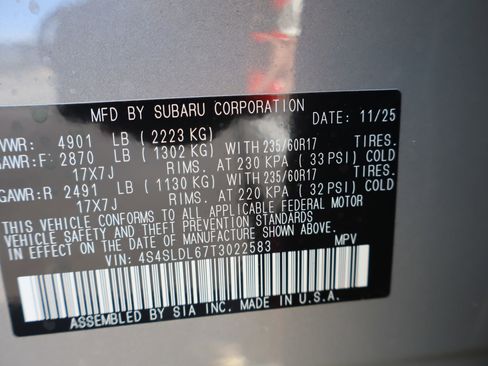 MFD BY SUBARU CORPORATION DATE: 11/25
VWR: 4901 LB ( 2223 KG)
GAWR:F 2870 LB ( 1302 KG) WITH 235/60R17 TIRES.
17X7J RIMS. AT 230 KPA ( 33 PSI) COLD
GAWR:R 2491 LB ( 1130 KG) WITH 235/60R17 TIRES.
17X7J RIMS. AT 220 KPA ( 32 PSI) COLD
THIS VEHICLE CONFORMS TO ALL APPLICABLE FEDERAL MOTOR
VEHICLE SAFETY AND THEFT PREVENTION STANDARDS
IN EFFECT ON THE DATE OF MANUFACTURE SHOWN ABOVE.
VIN: 4S4SLDL67T3022583 MPV
ASSEMBLED BY SIA INC. MADE IN U.S.A.